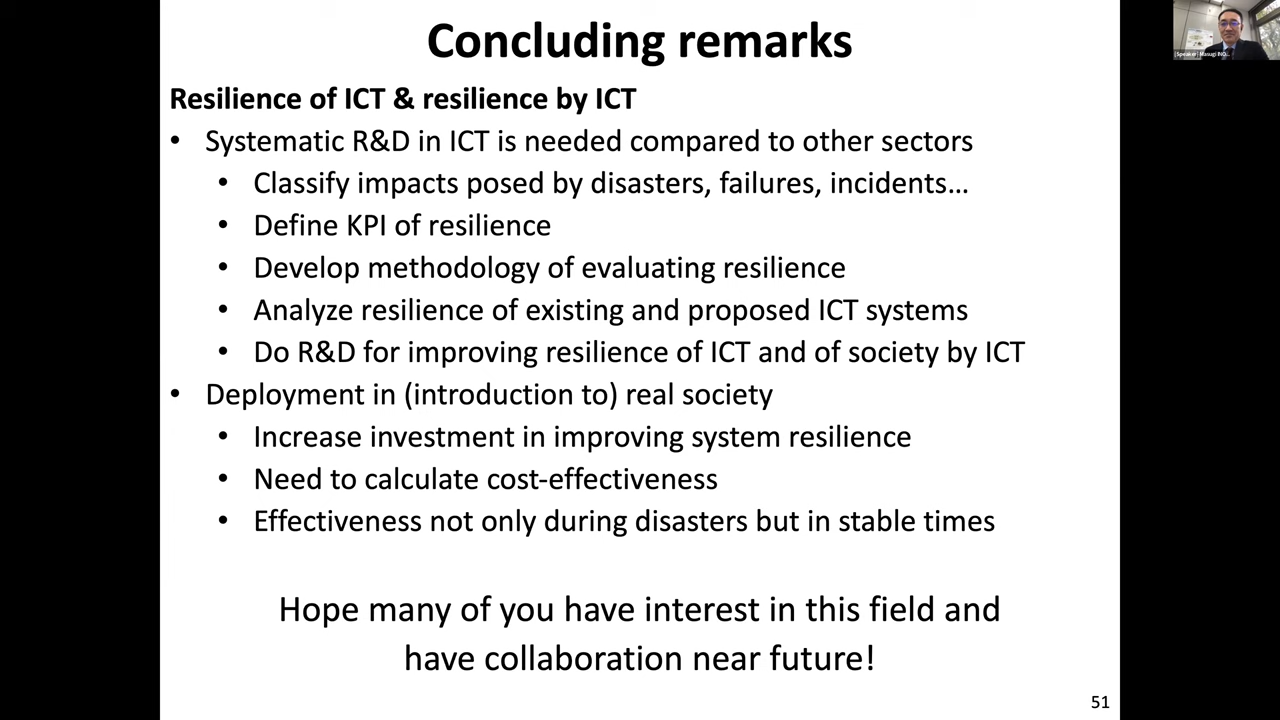 Concluding remarks
[Speaker] Masugi INO...
Resilience of ICT & resilience by ICT
• Systematic R&D in ICT is needed compared to other sectors
• Classify impacts posed by disasters, failures, incidents…
• Define KPI of resilience
• Develop methodology of evaluating resilience
• Analyze resilience of existing and proposed ICT systems
• Do R&D for improving resilience of ICT and of society by ICT
• Deployment in (introduction to) real society
• Increase investment in improving system resilience
• Need to calculate cost-effectiveness
• Effectiveness not only during disasters but in stable times
Hope many of you have interest in this field and
have collaboration near future!
51